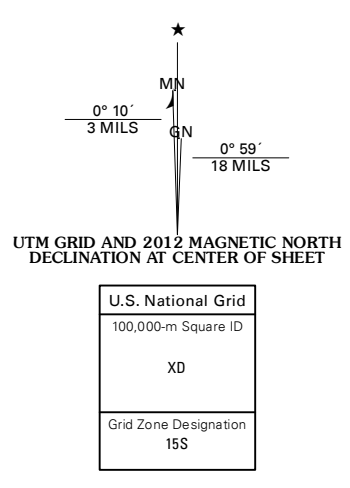 ★
MN
0° 10´
3 MILS
GN
0° 59´
18 MILS
UTM GRID AND 2012 MAGNETIC NORTH
DECLINATION AT CENTER OF SHEET
U.S. National Grid
100,000-m Square ID
XD
Grid Zone Designation
15S